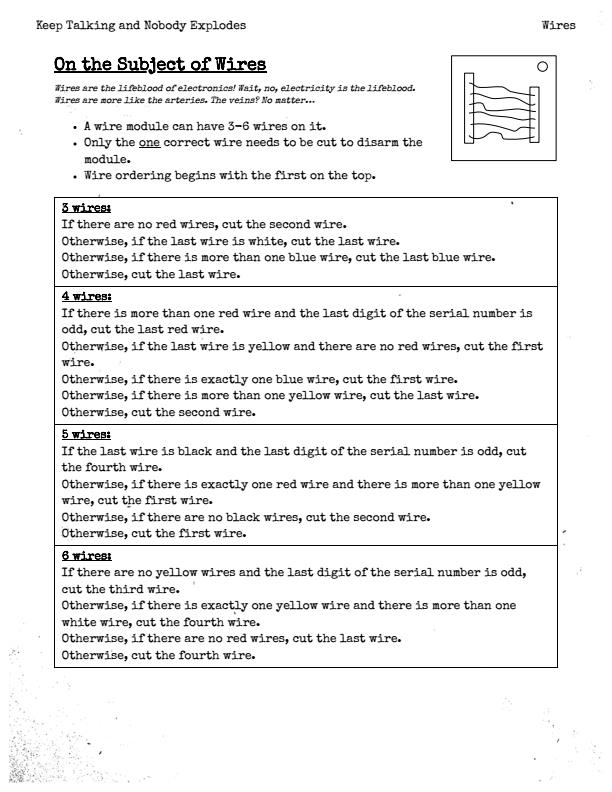 Keep Talking and Nobody Explodes Wires
On the Subject of Wires
Wires are the lifeblood of electronics! Wait, no, electricity is the lifeblood.
Wires are more like the arteries. The veins? No matter...
• A wire module can have 3-6 wires on it.
• Only the one correct wire needs to be cut to disarm the
module.
• Wire ordering begins with the first on the top.
3 wires:
If there are no red wires, cut the second wire.
Otherwise, if the last wire is white, cut the last wire.
Otherwise, if there is more than one blue wire, cut the last blue wire.
Otherwise, cut the last wire.
4 wires:
If there is more than one red wire and the last digit of the serial number is
odd, cut the last red wire.
Otherwise, if the last wire is yellow and there are no red wires, cut the first
wire.
Otherwise, if there is exactly one blue wire, cut the first wire.
Otherwise, if there is more than one yellow wire, cut the last wire.
Otherwise, cut the second wire.
5 wires:
If the last wire is black and the last digit of the serial number is odd, cut
the fourth wire.
Otherwise, if there is exactly one red wire and there is more than one yellow
wire, cut the first wire.
Otherwise, if there are no black wires, cut the second wire.
Otherwise, cut the first wire.
6 wires:
If there are no yellow wires and the last digit of the serial number is odd,
cut the third wire.
Otherwise, if there is exactly one yellow wire and there is more than one
white wire, cut the fourth wire.
Otherwise, if there are no red wires, cut the last wire.
Otherwise, cut the fourth wire.